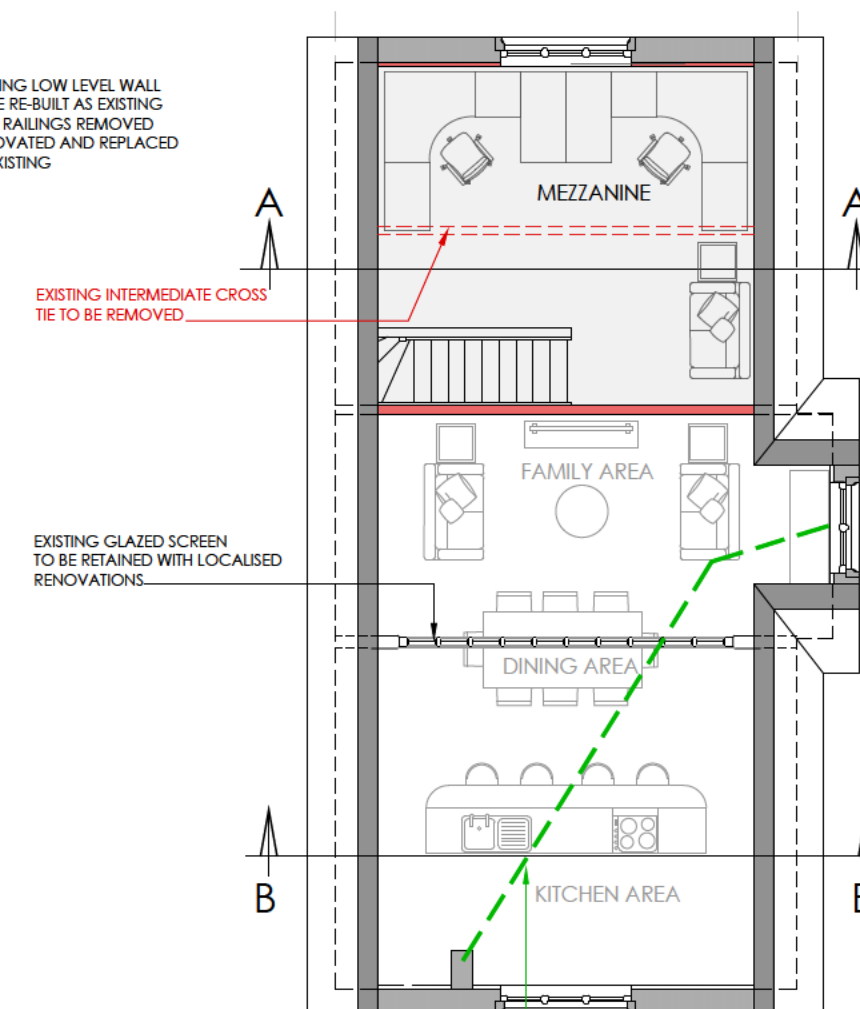 ING LOW LEVEL WALL
E RE-BUILT AS EXISTING
RAILINGS REMOVED
OVATED AND REPLACED
XISTING
MEZZANINE
A
A
EXISTING INTERMEDIATE CROSS
TIE TO BE REMOVED
FAMILY AREA
EXISTING GLAZED SCREEN
TO BE RETAINED WITH LOCALISED
RENOVATIONS
DINING AREA
KITCHEN AREA
B